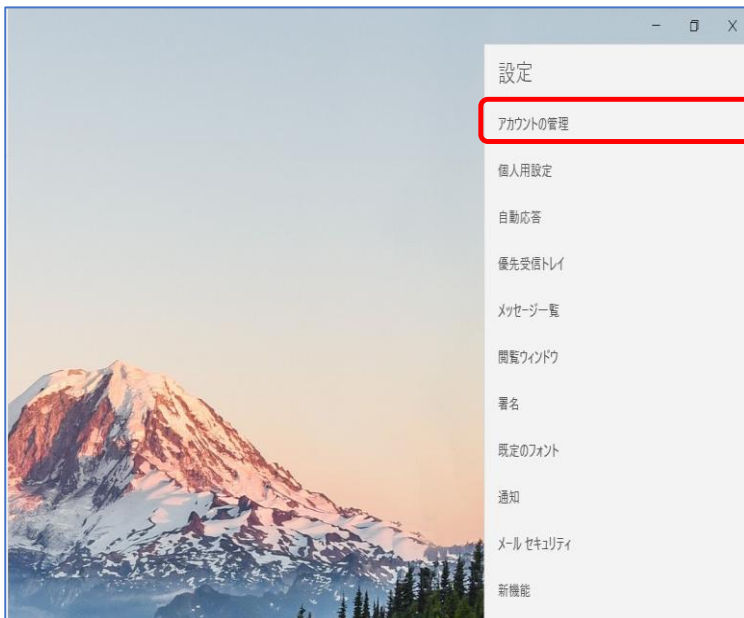 設定
アカウントの管理
個人用設定
自動応答
優先受信トレイ
メッセージ一覧
閲覧ウィンドウ
署名
既定のフォント
通知
メール セキュリティ
新機能